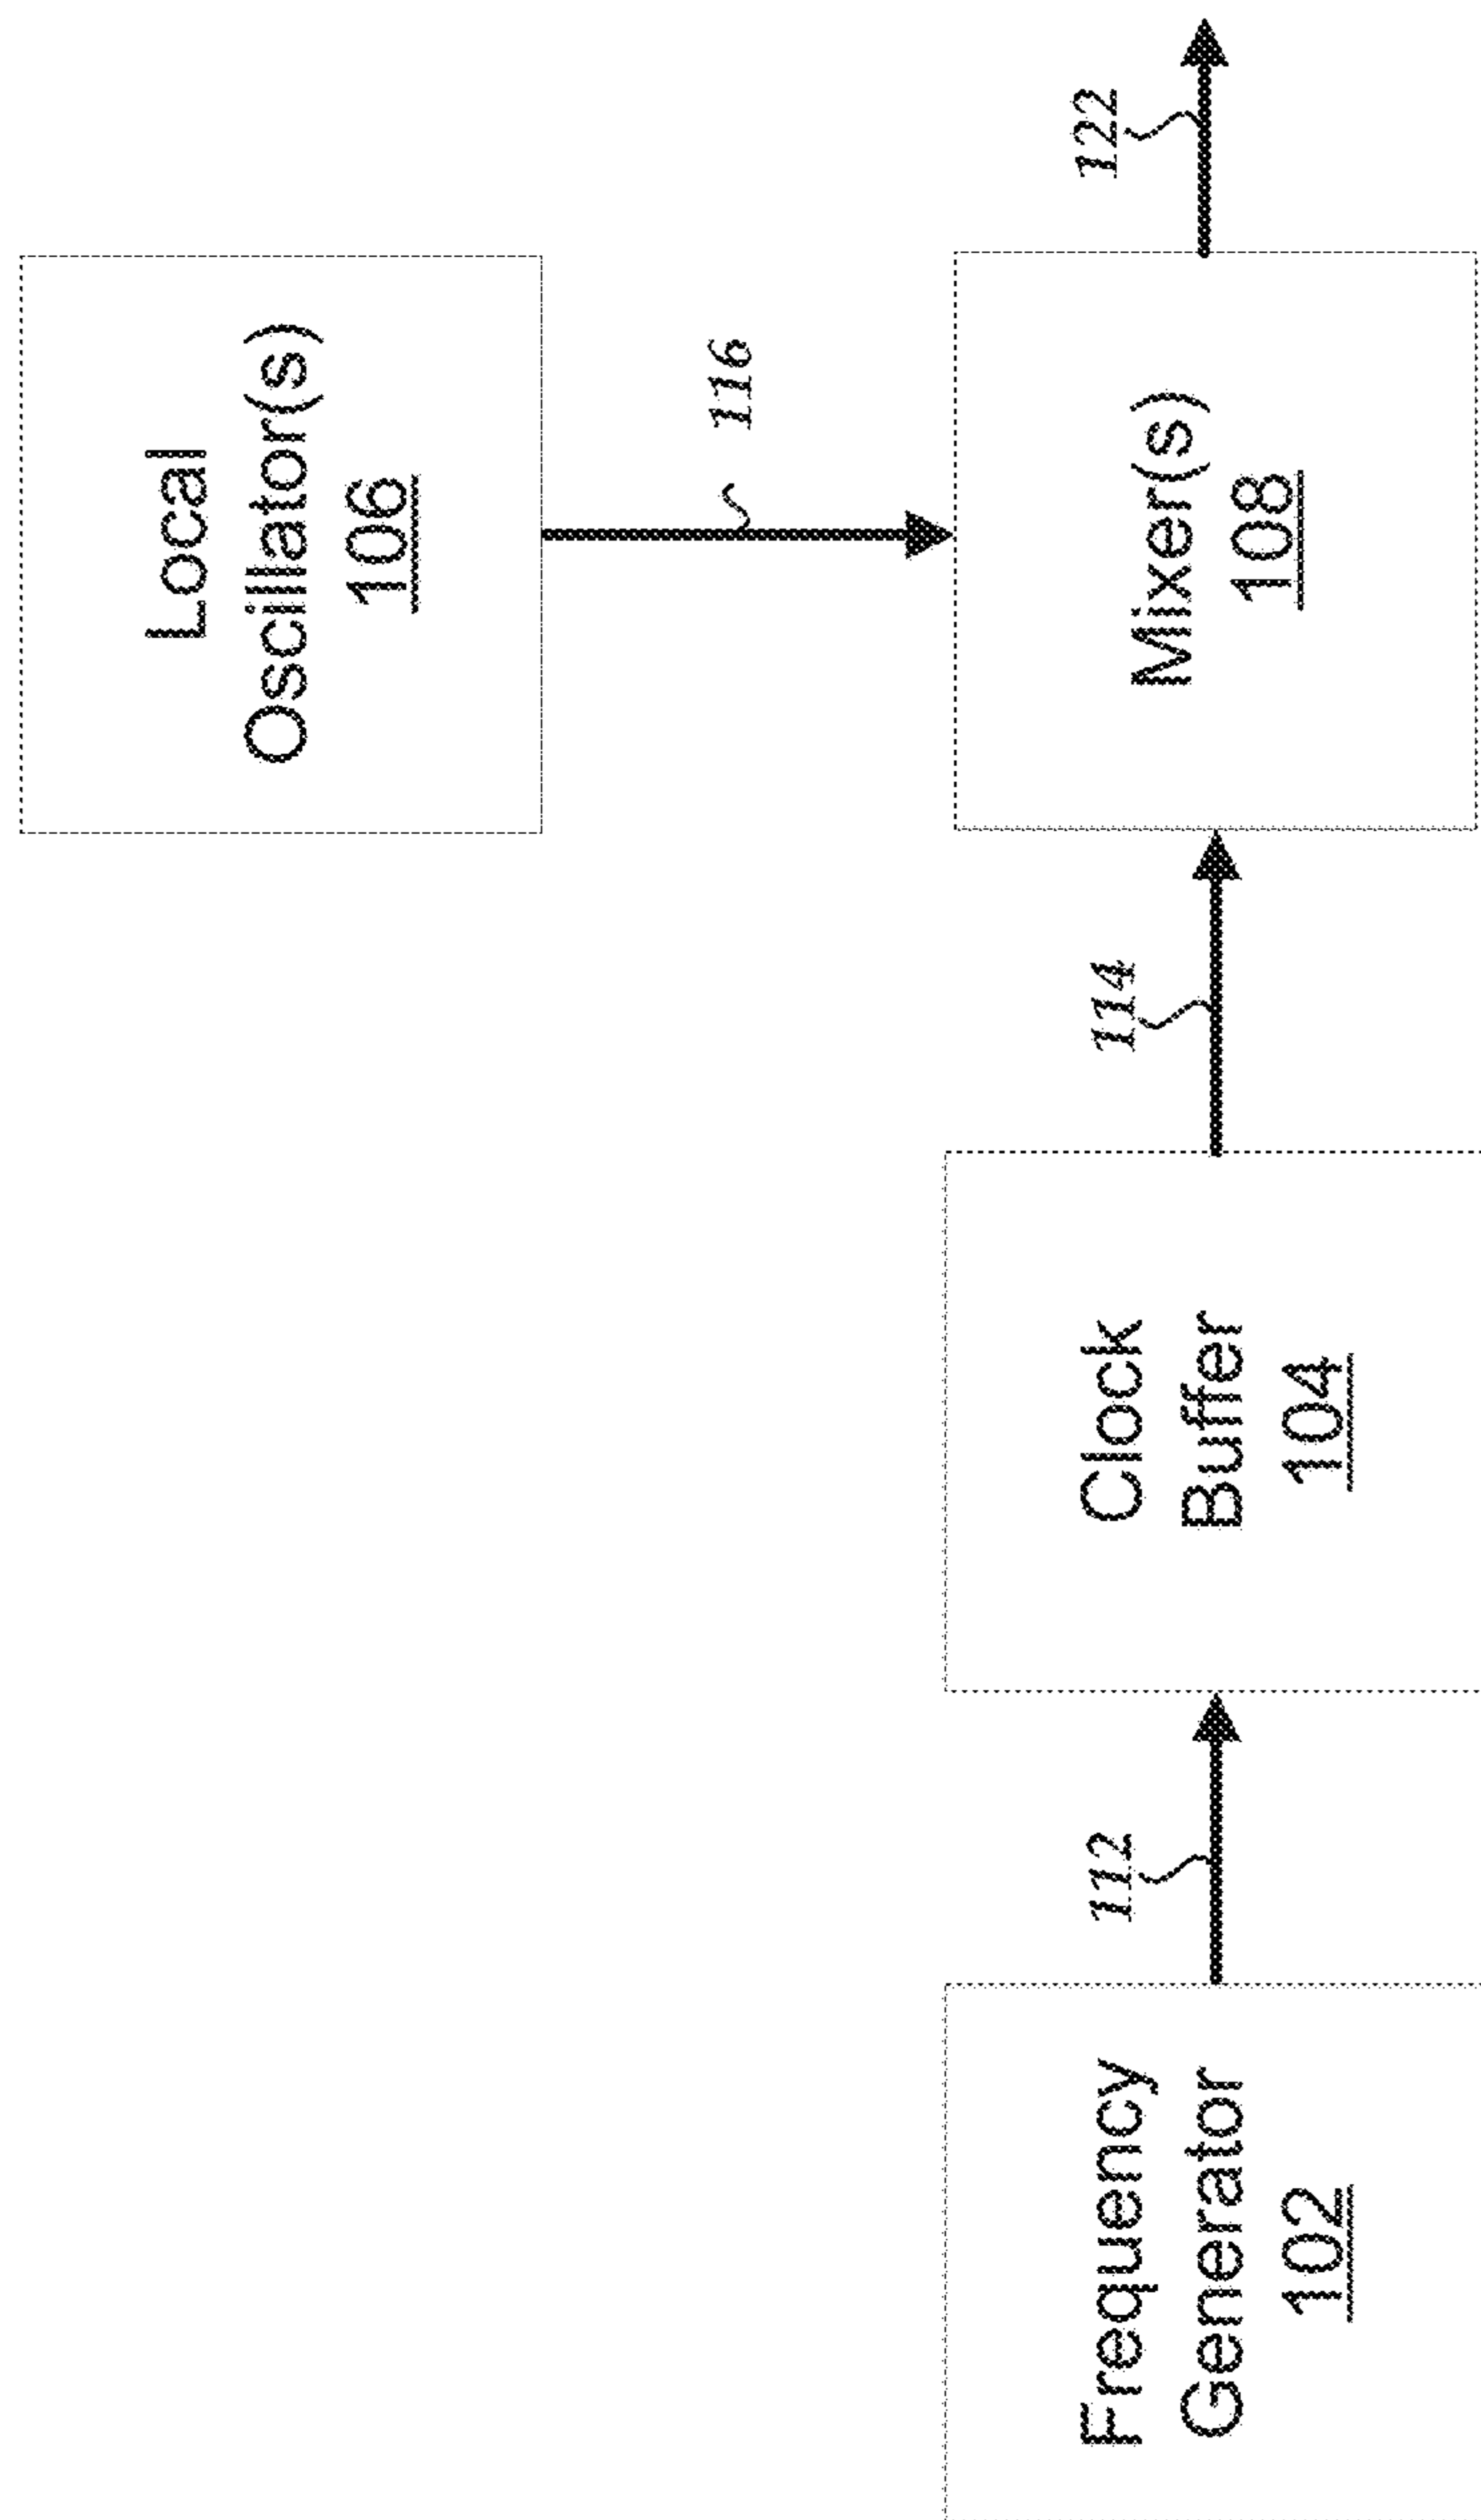 Local
Oscillator(s)
106
116
Frequency
Generator
102
112
Clock
Buffer
104
114
Mixer(s)
108
122